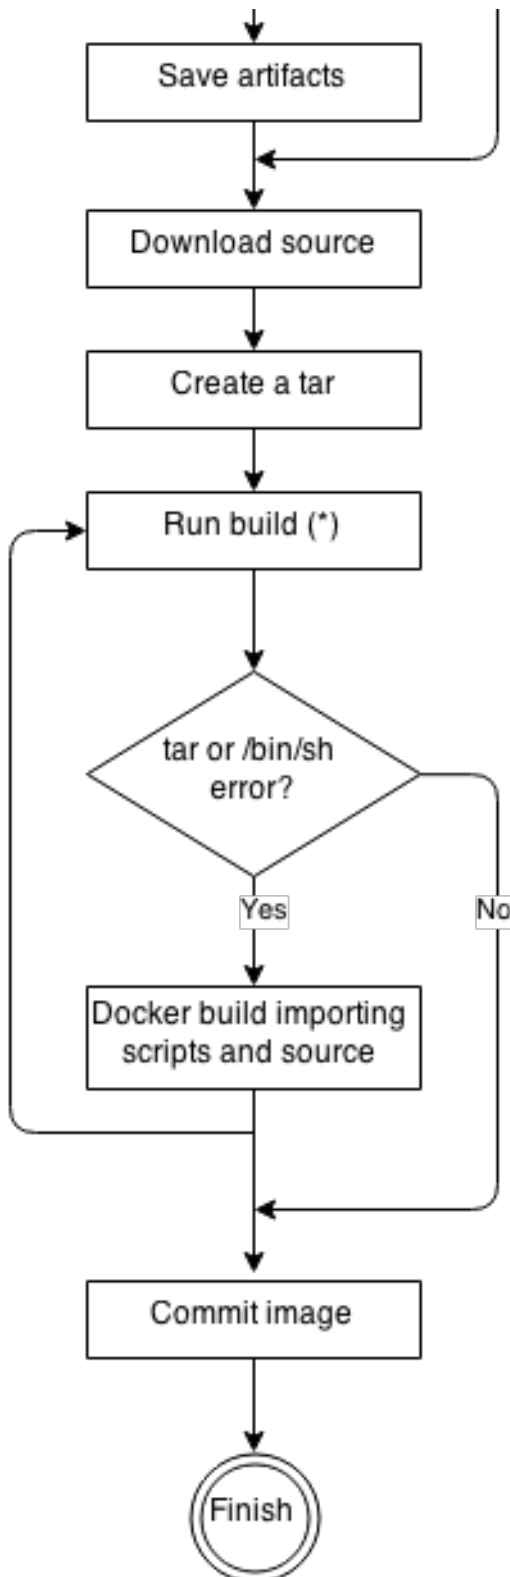 Save artifacts
Download source
Create a tar
Run build (*)
tar or /bin/sh
error?
Yes
No
Docker build importing
scripts and source
Commit image
Finish